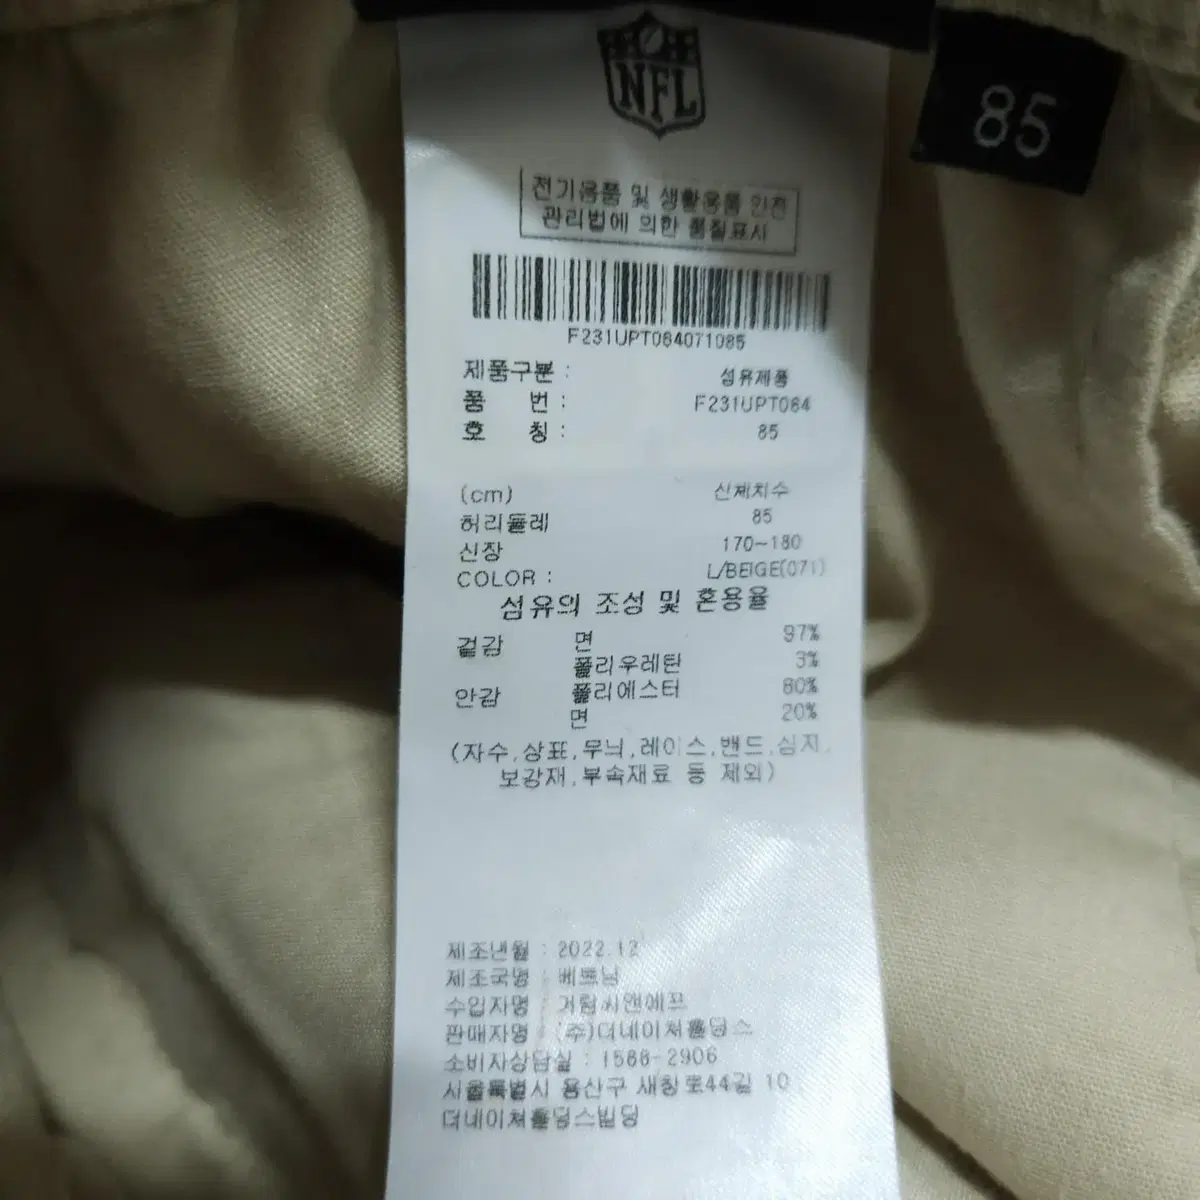 NFL
85
전기용품 및 생활용품 안전
관리법에 의한 품질표시
F231UPT084071085
제품구분 : 섬유제품
품 번 : F231UPT084
호 칭 : 85
(cm) 신체치수
허리둘레 85
신장 170~180
COLOR : L/BEIGE(071)
섬유의 조성 및 혼용율
겉감 면 97%
폴리우레탄 3%
안감 폴리에스터 80%
면 20%
(자수,상표,무늬,레이스,밴드,심지,
보강재,부속재료 등 제외)
제조년월 : 2022.12
제조국명 : 베트남
수입자명 : 거림씨앤에프
판매자명 : (주)더네이쳐홀딩스
소비자상담실 : 1566-2906
서울특별시 용산구 새창로44길 10
더네이쳐홀딩스빌딩